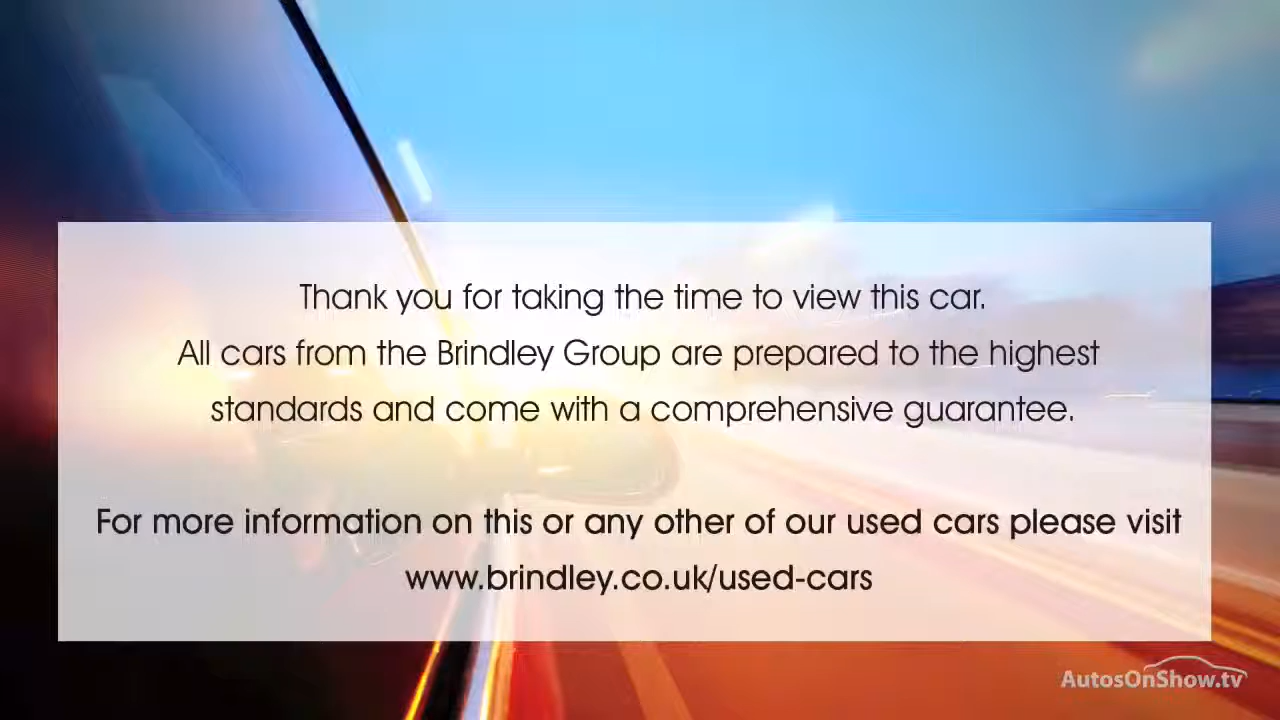 Thank you for taking the time to view this car.
All cars from the Brindley Group are prepared to the highest
standards and come with a comprehensive guarantee.
For more information on this or any other of our used cars please visit
www.brindley.co.uk/used-cars
AutosOnShow.tv